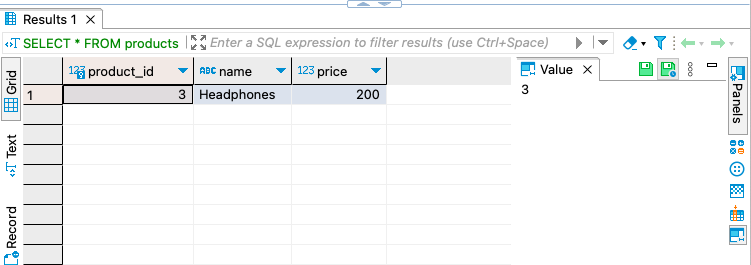 Results 1
SELECT * FROM products
Enter a SQL expression to filter results (use Ctrl+Space)
Grid
Text
Record
123 product_id
ABC name
123 price
1
3
Headphones
200
Value
3
Panels